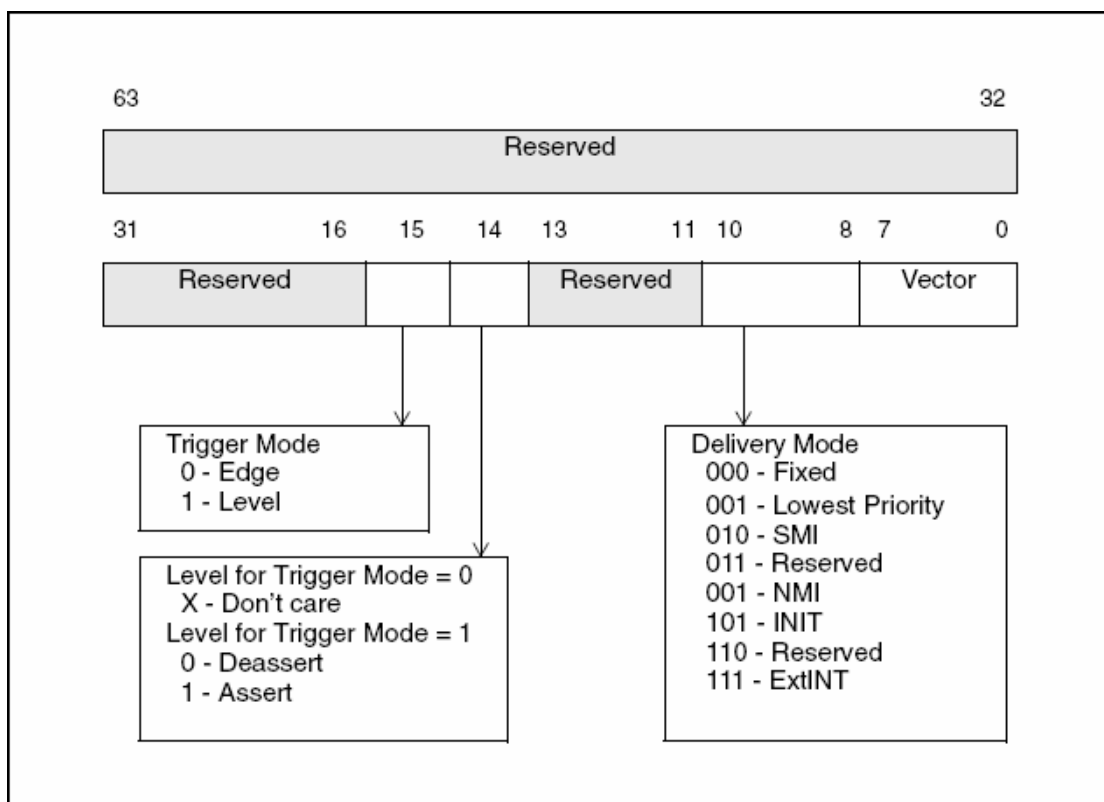 63 32
Reserved
31 16 15 14 13 11 10 8 7 0
Reserved Reserved Vector
Trigger Mode
0 - Edge
1 - Level
Level for Trigger Mode = 0
X - Don't care
Level for Trigger Mode = 1
0 - Deassert
1 - Assert
Delivery Mode
000 - Fixed
001 - Lowest Priority
010 - SMI
011 - Reserved
001 - NMI
101 - INIT
110 - Reserved
111 - ExtINT